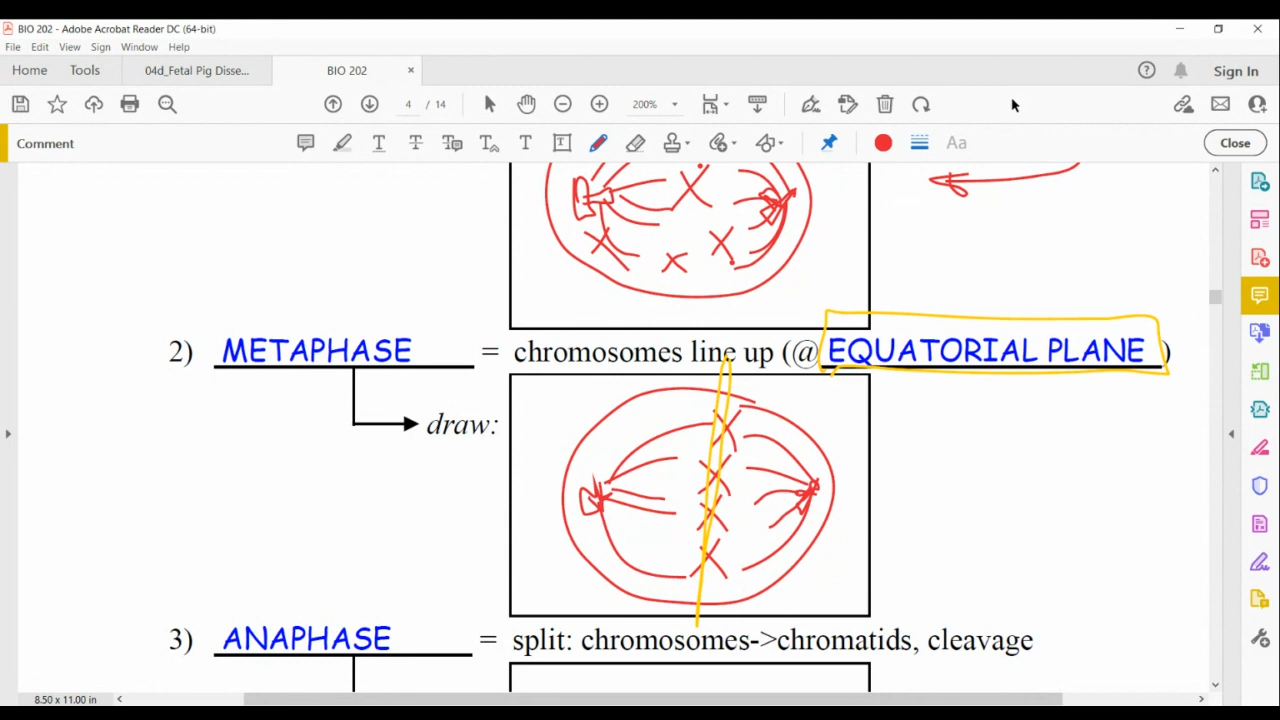 BIO 202 - Adobe Acrobat Reader DC (64-bit)
File Edit View Sign Window Help
Home Tools 04d_Fetal Pig Disse... BIO 202 × Sign In
4 / 14 200%
Comment Aa Close
2) METAPHASE = chromosomes line up (@ EQUATORIAL PLANE )
draw:
3) ANAPHASE = split: chromosomes->chromatids, cleavage
8.50 x 11.00 in